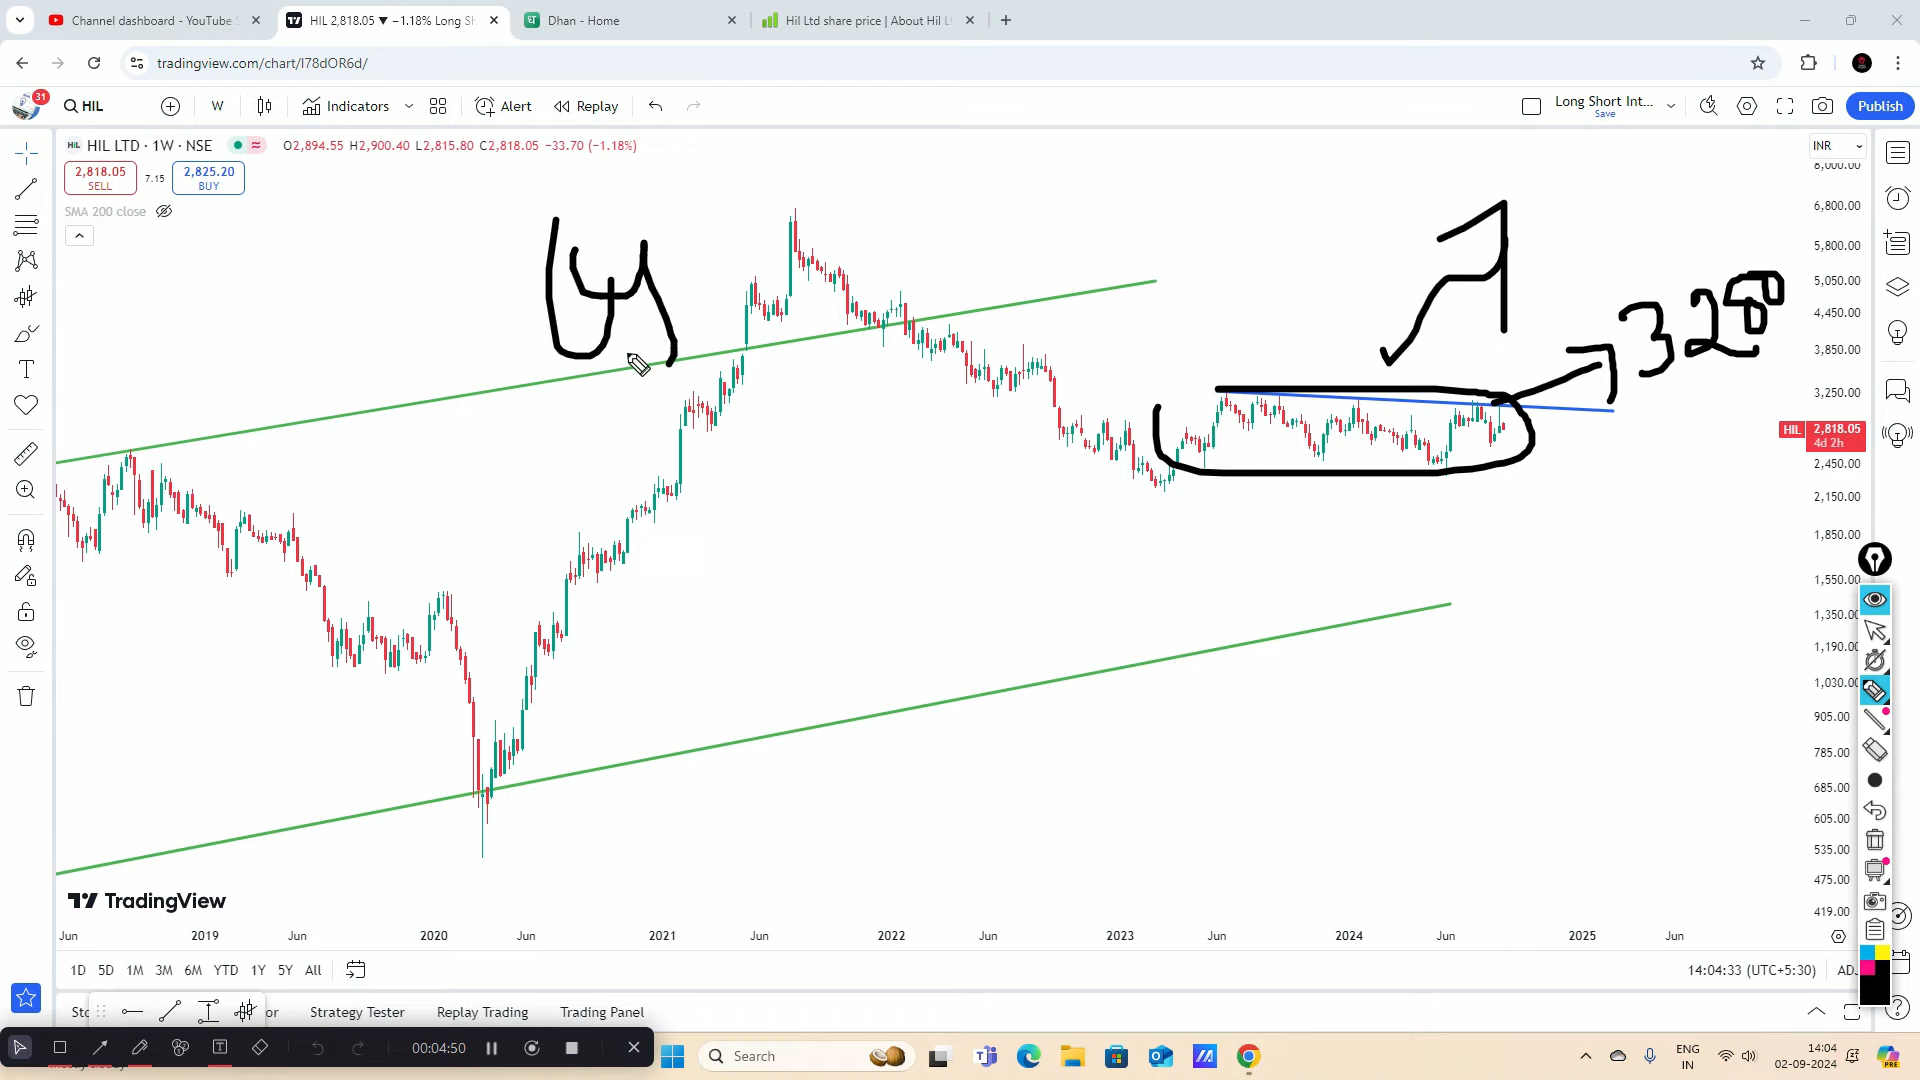 Channel dashboard - YouTube S
HIL 2,818.05 ▼ −1.18% Long Sh
Dhan - Home
Hil Ltd share price | About Hil L
tradingview.com/chart/I78dOR6d/
31
HIL
W
Indicators
Alert
Replay
Long Short Int...
Save
Publish
HIL LTD · 1W · NSE
O2,894.55 H2,900.40 L2,815.80 C2,818.05 −33.70 (−1.18%)
INR
2,818.05
SELL
7.15
2,825.20
BUY
SMA 200 close
3280
8,000.00
6,800.00
5,800.00
5,050.00
4,450.00
3,850.00
3,250.00
HIL 2,818.05
4d 2h
2,450.00
2,150.00
1,850.00
1,550.00
1,350.00
1,190.00
1,030.00
905.00
785.00
685.00
605.00
535.00
475.00
419.00
TradingView
Jun 2019 Jun 2020 Jun 2021 Jun 2022 Jun 2023 Jun 2024 Jun 2025 Jun
1D 5D 1M 3M 6M YTD 1Y 5Y All
14:04:33 (UTC+5:30) ADJ
Sto or Strategy Tester Replay Trading Trading Panel
00:04:50
Search
ENG
IN
14:04
02-09-2024
PRE